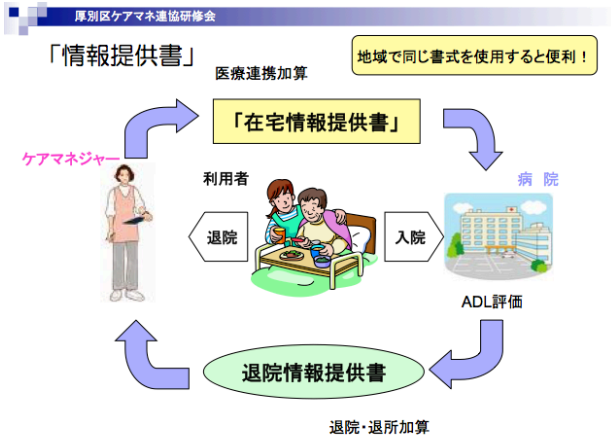 厚別区ケアマネ連協研修会
「情報提供書」
地域で同じ書式を使用すると便利！
医療連携加算
「在宅情報提供書」
ケアマネジャー
利用者
病 院
退院
入院
ADL評価
退院情報提供書
退院・退所加算